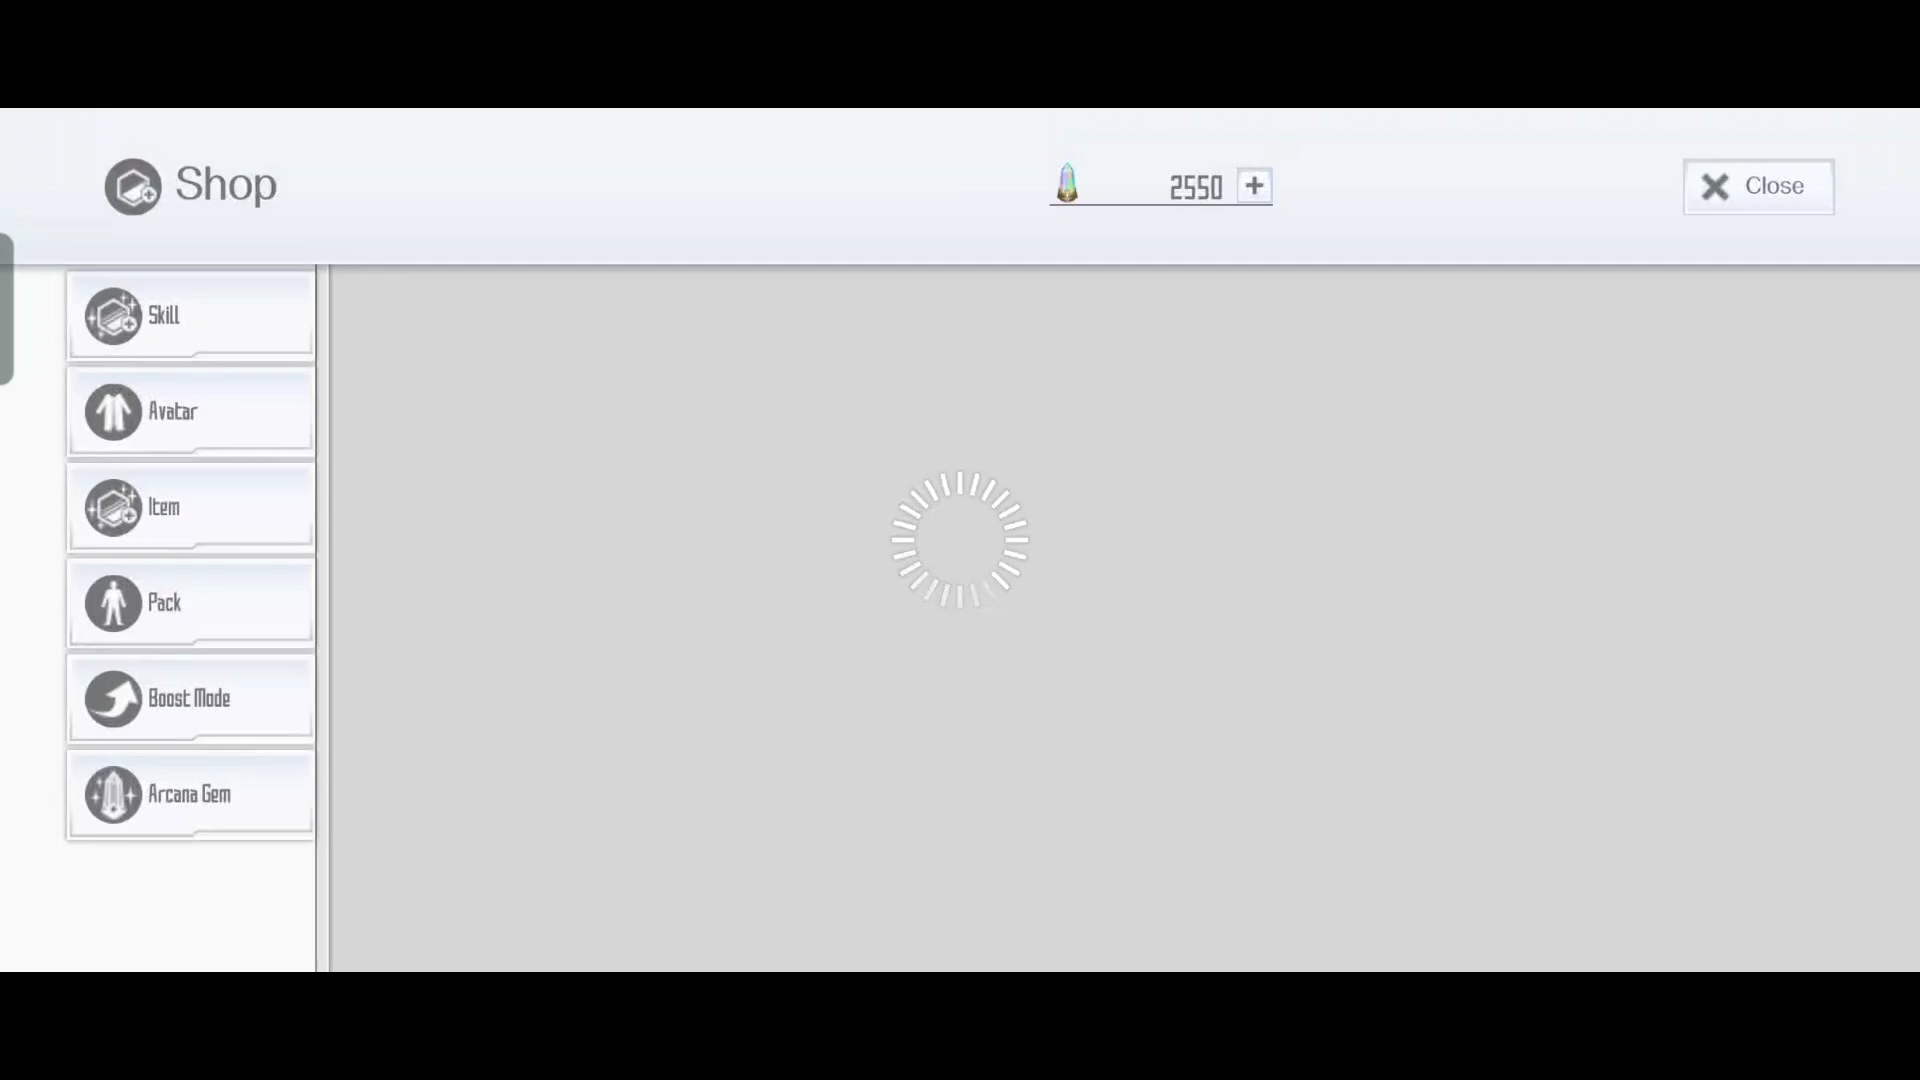 Shop
2550
Close
Skill
Avatar
Item
Pack
Boost Mode
Arcana Gem